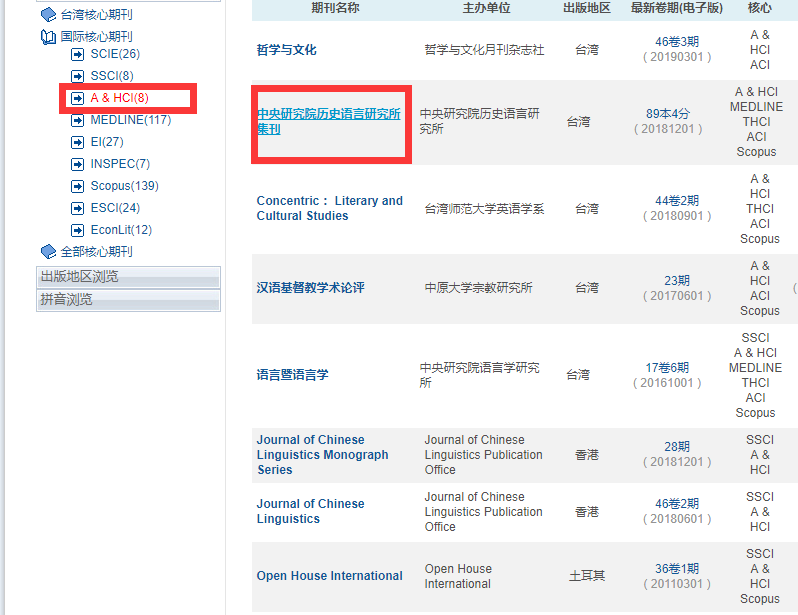 台湾核心期刊
国际核心期刊
SCIE(26)
SSCI(8)
A & HCI(8)
MEDLINE(117)
EI(27)
INSPEC(7)
Scopus(139)
ESCI(24)
EconLit(12)
全部核心期刊
出版地区浏览
拼音浏览
期刊名称 主办单位 出版地区 最新卷期(电子版) 核心
哲学与文化 哲学与文化月刊杂志社 台湾 46卷3期
( 20190301 )
A &
HCI
ACI
中央研究院历史语言研究所
集刊
中央研究院历史语言研
究所
台湾
89本4分
( 20181201 )
A & HCI
MEDLINE
THCI
ACI
Scopus
Concentric： Literary and
Cultural Studies
台湾师范大学英语学系
台湾
44卷2期
( 20180901 )
A &
HCI
THCI
ACI
Scopus
汉语基督教学术论评 中原大学宗教研究所 台湾
23期
( 20170601 )
A &
HCI
ACI
Scopus
(
语言暨语言学
中央研究院语言学研究
所
台湾
17卷6期
( 20161001 )
SSCI
A & HCI
MEDLINE
THCI
ACI
Scopus
Journal of Chinese
Linguistics Monograph
Series
Journal of Chinese
Linguistics Publication
Office
香港
28期
( 20181201 )
SSCI
A &
HCI
Journal of Chinese
Linguistics
Journal of Chinese
Linguistics Publication
Office
香港
46卷2期
( 20180601 )
SSCI
A &
HCI
Open House International
Open House
International
土耳其
36卷1期
( 20110301 )
SSCI
A &
HCI
Scopus